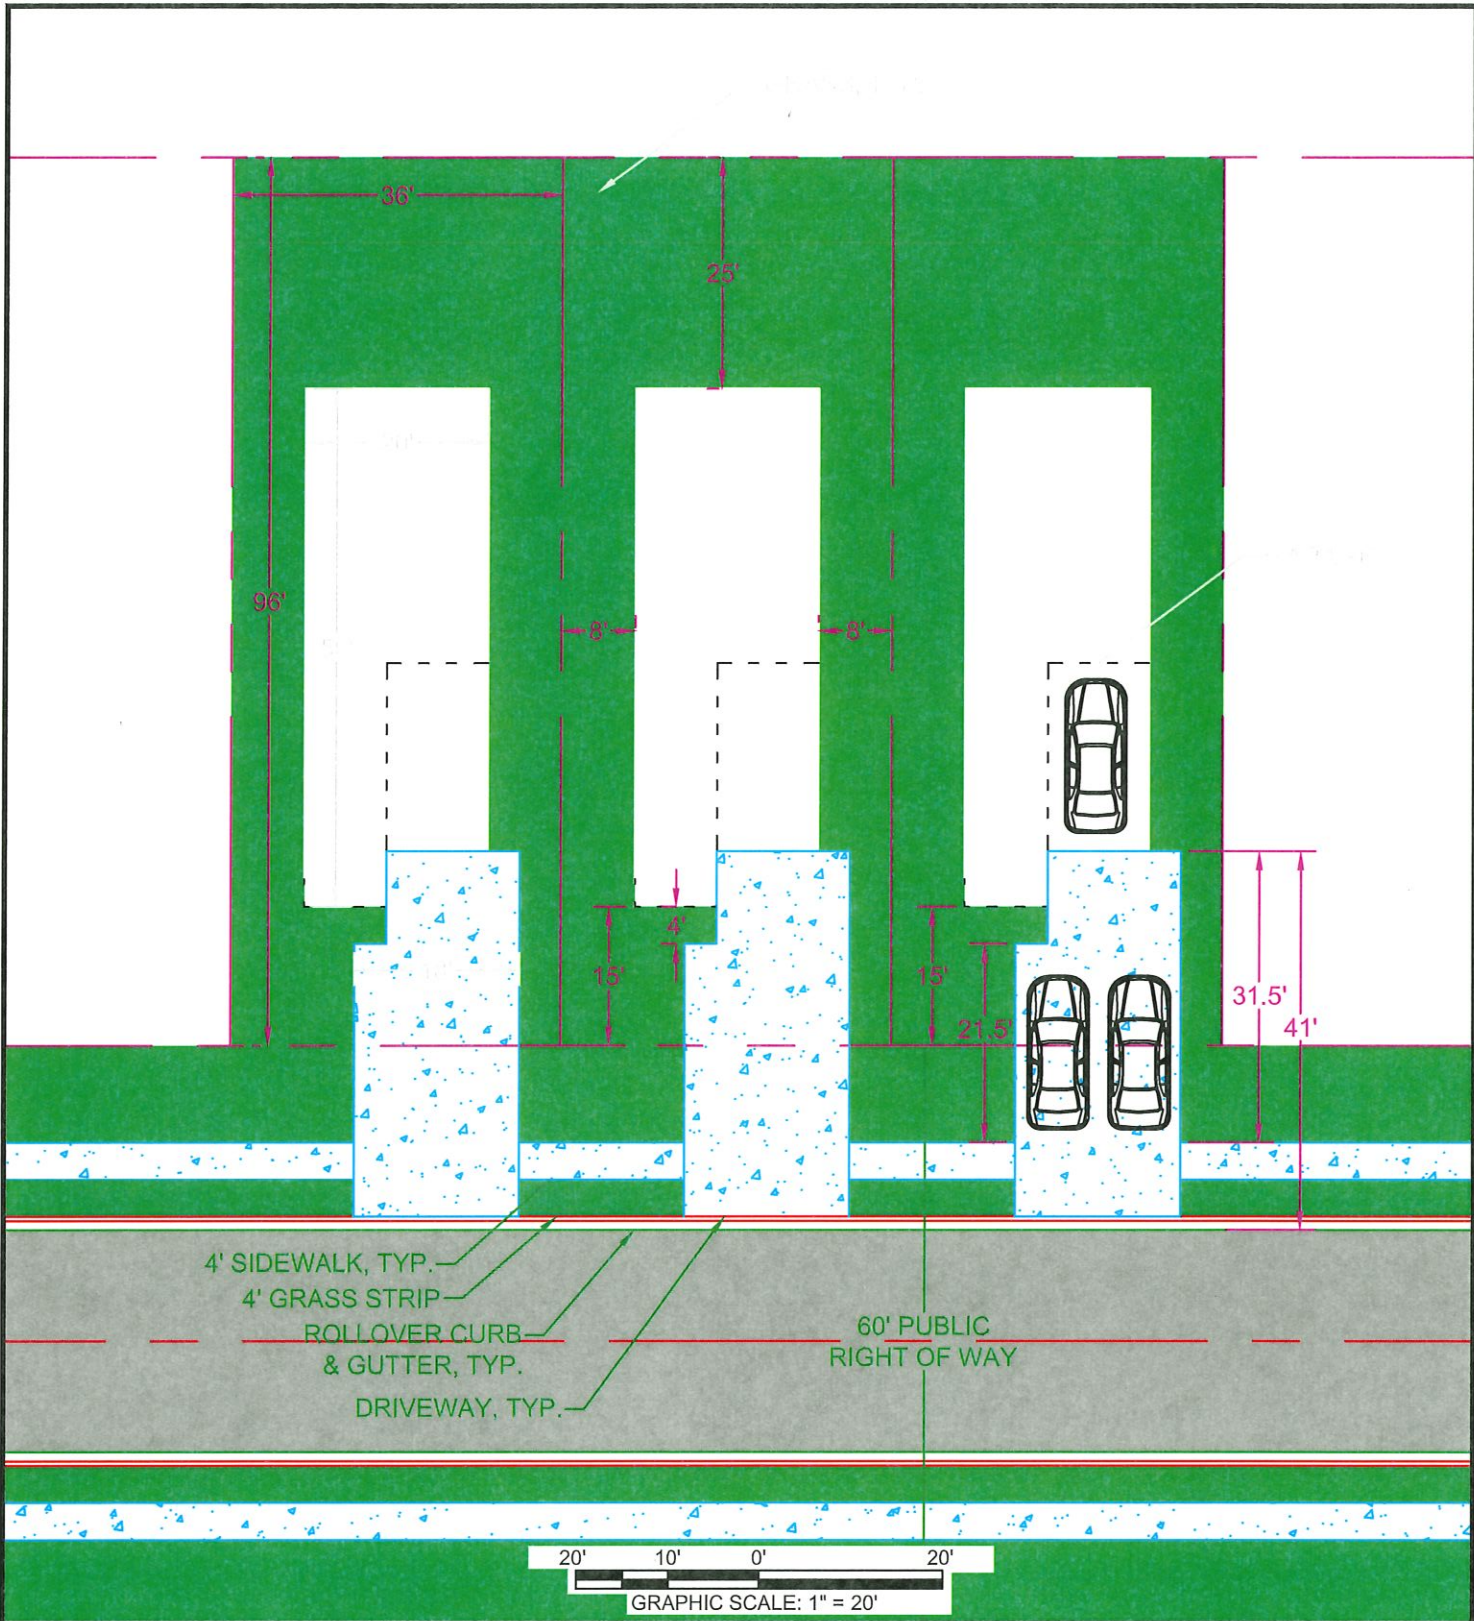 36'
25'
96'
8'
8'
4'
15'
15'
21.5'
31.5'
41'
4' SIDEWALK, TYP.
4' GRASS STRIP
ROLLOVER CURB
& GUTTER, TYP.
DRIVEWAY, TYP.
60' PUBLIC
RIGHT OF WAY
20' 10' 0' 20'
GRAPHIC SCALE: 1" = 20'